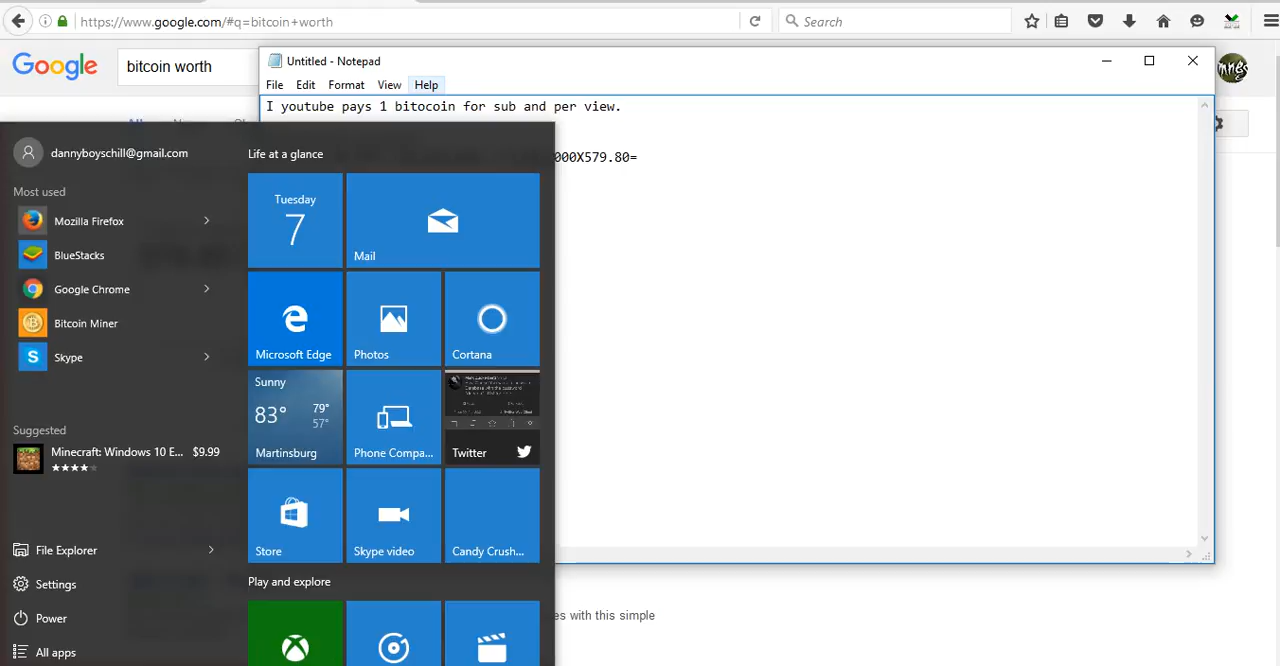 https://www.google.com/#q=bitcoin+worth
Search
Google
bitcoin worth
Untitled - Notepad
File Edit Format View Help
I youtube pays 1 bitocoin for sub and per view.
000X579.80=
dannyboyschill@gmail.com
Most used
Mozilla Firefox
BlueStacks
Google Chrome
Bitcoin Miner
Skype
Suggested
Minecraft: Windows 10 E... $9.99
File Explorer
Settings
Power
All apps
Life at a glance
Tuesday
7
Mail
Microsoft Edge
Photos
Cortana
Sunny
83° 79°
57°
Martinsburg
Phone Compa...
Twitter
Store
Skype video
Candy Crush...
Play and explore
es with this simple